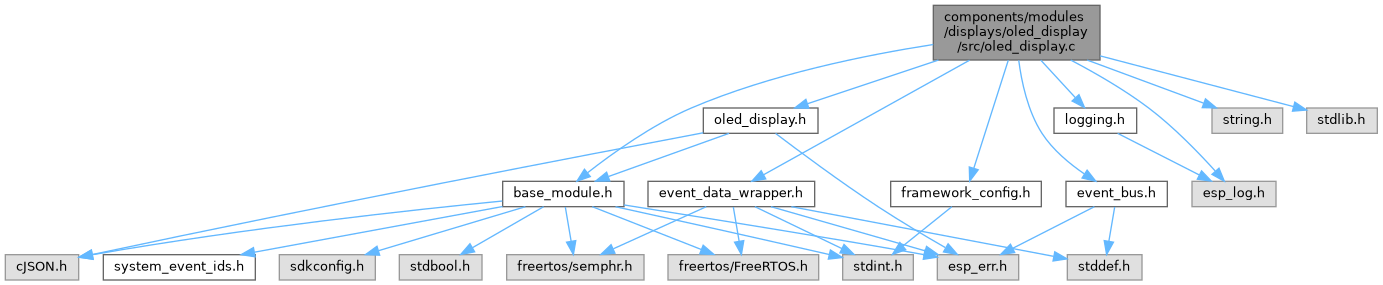 components/modules
/displays/oled_display
/src/oled_display.c
oled_display.h
logging.h
string.h
stdlib.h
base_module.h
event_data_wrapper.h
framework_config.h
event_bus.h
esp_log.h
cJSON.h
system_event_ids.h
sdkconfig.h
stdbool.h
freertos/semphr.h
freertos/FreeRTOS.h
stdint.h
esp_err.h
stddef.h